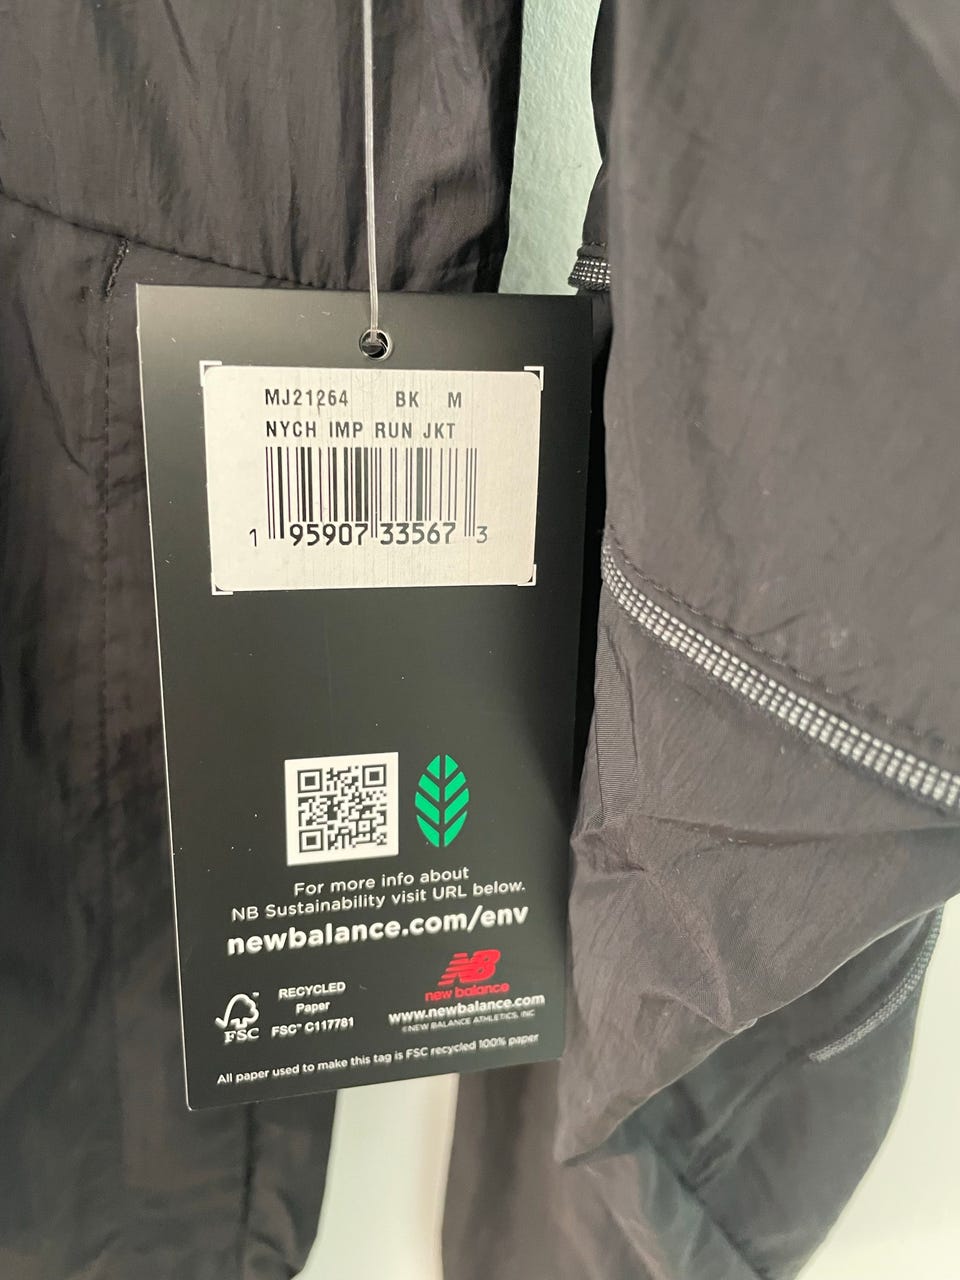 MJ21264 BK M
NYCH IMP RUN JKT
1 95907 33567 3
For more info about
NB Sustainability visit URL below.
newbalance.com/env
FSC
RECYCLED
Paper
FSC™ C117781
NB
new balance
www.newbalance.com
©NEW BALANCE ATHLETICS, INC
All paper used to make this tag is FSC recycled 100% paper